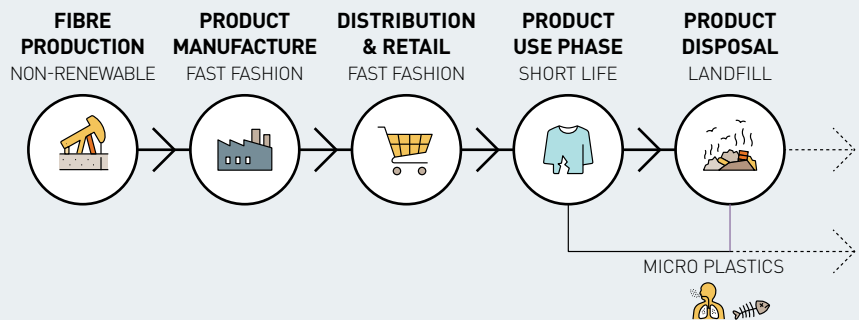 FIBRE
PRODUCTION
NON-RENEWABLE
PRODUCT
MANUFACTURE
FAST FASHION
DISTRIBUTION
& RETAIL
FAST FASHION
PRODUCT
USE PHASE
SHORT LIFE
PRODUCT
DISPOSAL
LANDFILL
MICRO PLASTICS